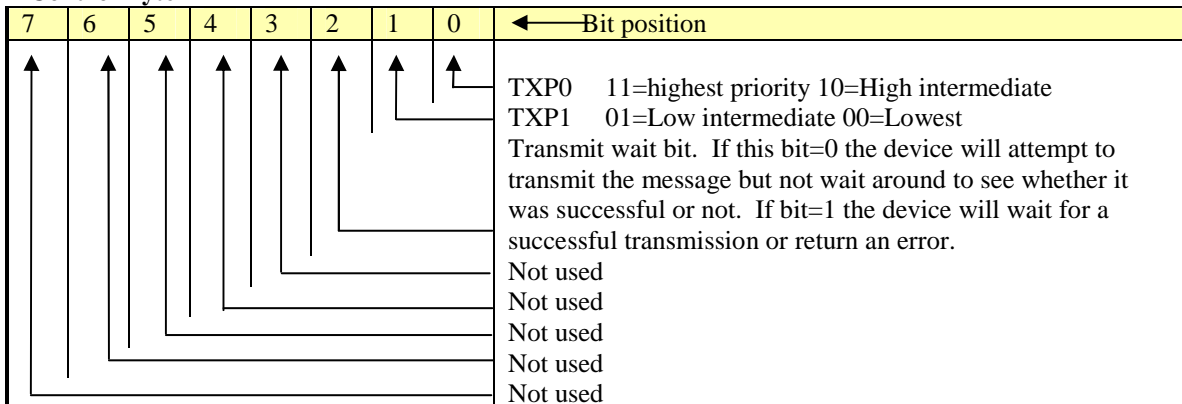 7 6 5 4 3 2 1 0 Bit position
TXP0 11=highest priority 10=High intermediate
TXP1 01=Low intermediate 00=Lowest
Transmit wait bit. If this bit=0 the device will attempt to
transmit the message but not wait around to see whether it
was successful or not. If bit=1 the device will wait for a
successful transmission or return an error.
Not used
Not used
Not used
Not used
Not used